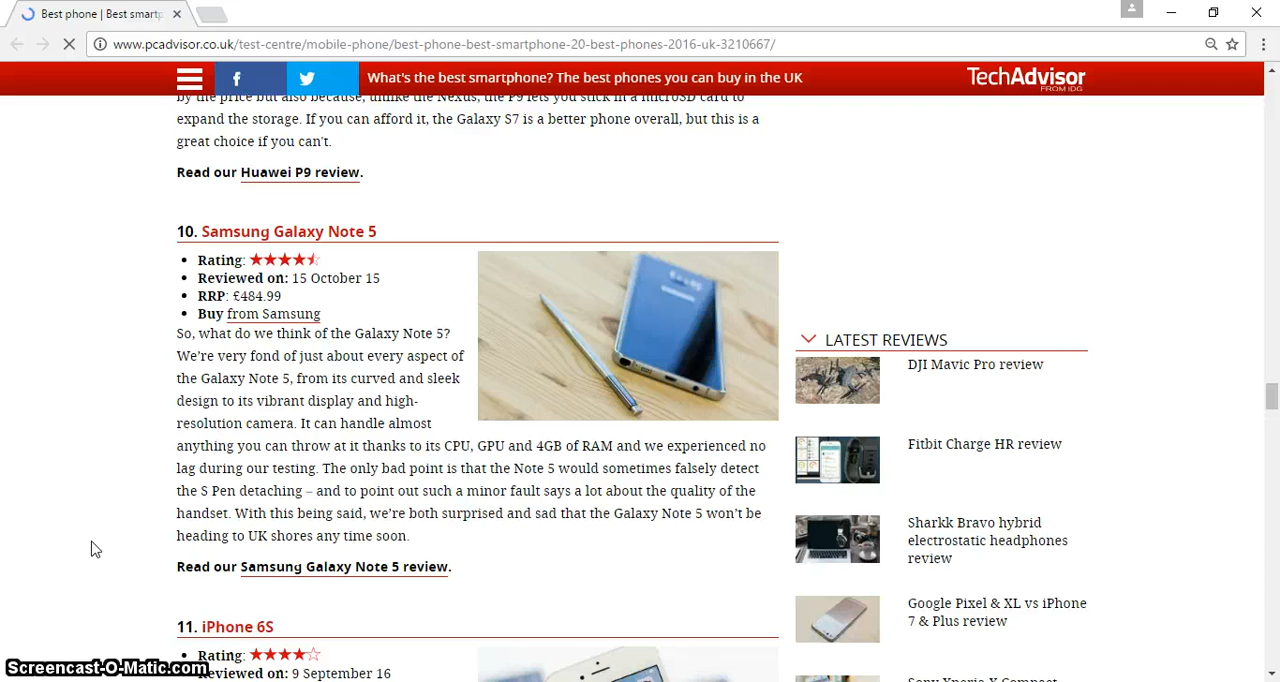 Best phone | Best smartp
www.pcadvisor.co.uk/test-centre/mobile-phone/best-phone-best-smartphone-20-best-phones-2016-uk-3210667/
What's the best smartphone? The best phones you can buy in the UK
TechAdvisor
FROM IDG
by the price but also because, unlike the Nexus, the P9 lets you stick in a microSD card to
expand the storage. If you can afford it, the Galaxy S7 is a better phone overall, but this is a
great choice if you can't.
Read our Huawei P9 review.
10. Samsung Galaxy Note 5
Rating:
Reviewed on: 15 October 15
RRP: £484.99
Buy from Samsung
So, what do we think of the Galaxy Note 5?
We're very fond of just about every aspect of
the Galaxy Note 5, from its curved and sleek
design to its vibrant display and high-
resolution camera. It can handle almost
anything you can throw at it thanks to its CPU, GPU and 4GB of RAM and we experienced no
lag during our testing. The only bad point is that the Note 5 would sometimes falsely detect
the S Pen detaching – and to point out such a minor fault says a lot about the quality of the
handset. With this being said, we're both surprised and sad that the Galaxy Note 5 won't be
heading to UK shores any time soon.
Read our Samsung Galaxy Note 5 review.
11. iPhone 6S
Rating:
Reviewed on: 9 September 16
LATEST REVIEWS
DJI Mavic Pro review
Fitbit Charge HR review
Sharkk Bravo hybrid
electrostatic headphones
review
Google Pixel & XL vs iPhone
7 & Plus review
Sony Xperia X Compact
Screencast-O-Matic.com